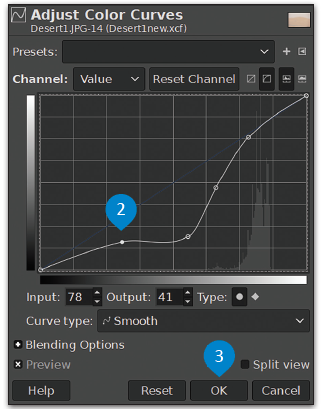 Adjust Color Curves
Desert1.JPG-14 (Desert1new.xcf)
Presets:
Channel: Value Reset Channel
2
Input: 78 Output: 41 Type:
Curve type: Smooth
Blending Options
3
Preview Split view
Help Reset OK Cancel